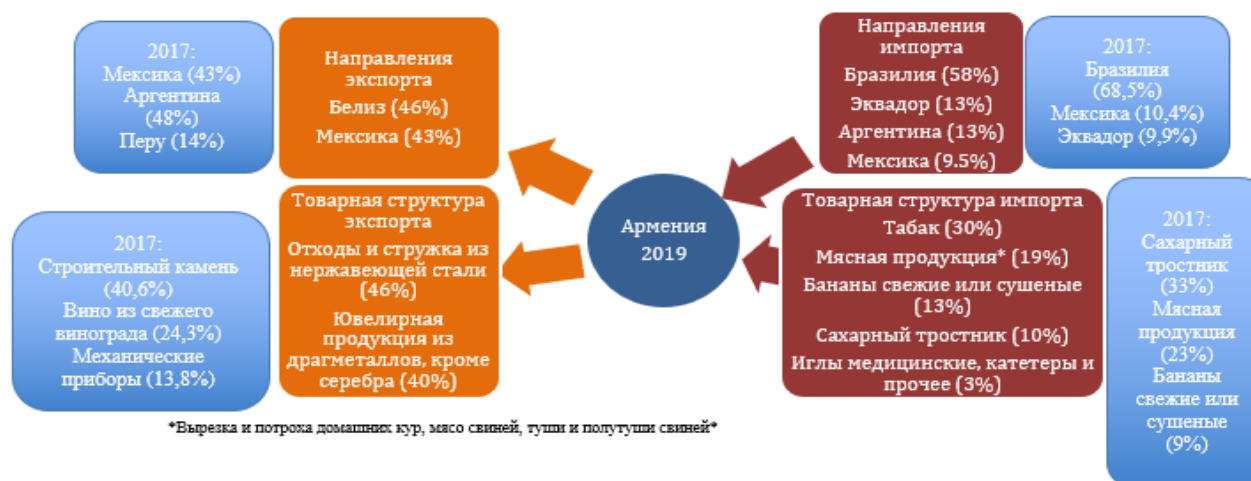 2017:
Мексика (43%)
Аргентина
(48%)
Перу (14%)
Направления
экспорта
Белиз (46%)
Мексика (43%)
Направления
импорта
Бразилия (58%)
Эквадор (13%)
Аргентина (13%)
Мексика (9.5%)
2017:
Бразилия
(68,5%)
Мексика (10,4%)
Эквадор (9,9%)
2017:
Строительный камень
(40,6%)
Вино из свежего
винограда (24,3%)
Механические
приборы (13,8%)
Товарная структура
экспорта
Отходы и стружка из
нержавеющей стали
(46%)
Ювелирная
продукция из
драгметаллов, кроме
серебра (40%)
Армения
2019
Товарная структура импорта
Табак (30%)
Мясная продукция* (19%)
Бананы свежие или сушеные
(13%)
Сахарный тростник (10%)
Иглы медицинские, катетеры и
прочее (3%)
2017:
Сахарный
тростник
(33%)
Мясная
продукция
(23%)
Бананы
свежие или
сушеные
(9%)
*Вырезка и потроха домашних кур, мясо свиней, туши и полутуши свиней*